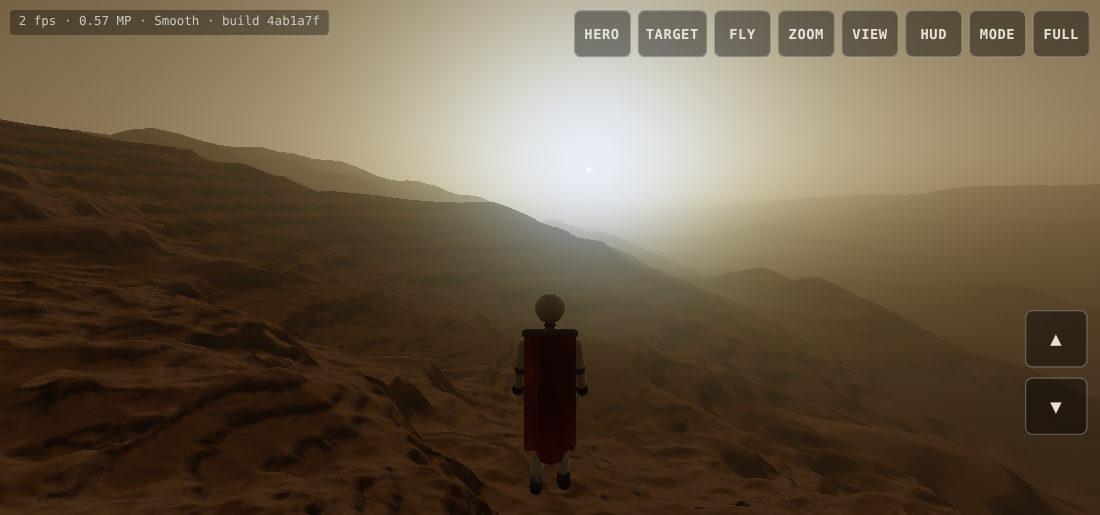 2 fps · 0.57 MP · Smooth · build 4ab1a7f
HERO TARGET FLY ZOOM VIEW HUD MODE FULL
▲
▼